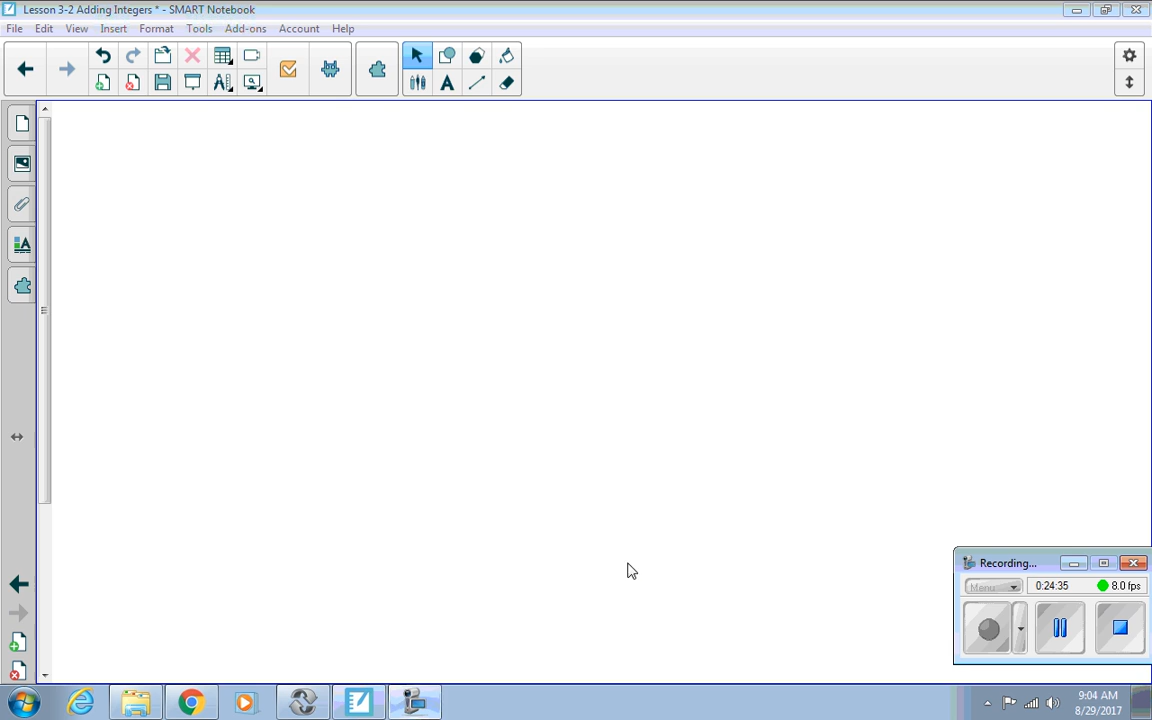 Lesson 3-2 Adding Integers * - SMART Notebook
File Edit View Insert Format Tools Add-ons Account Help
Recording...
Menu 0:24:35 8.0 fps
9:04 AM
8/29/2017